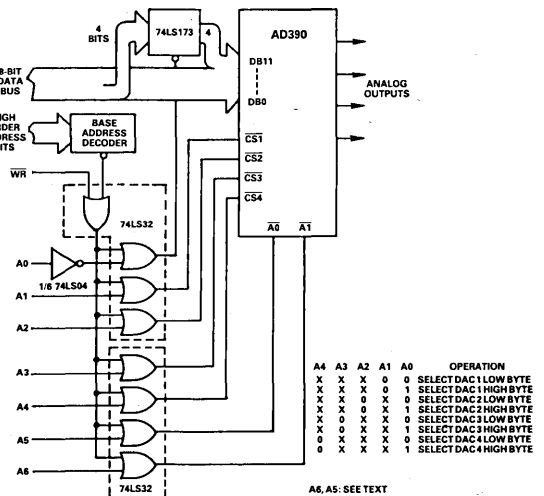 4
BITS
74LS173
4
AD390
8-BIT
DATA
BUS
DB11
DB0
ANALOG
OUTPUTS
HIGH
ORDER
ADDRESS
BITS
BASE
ADDRESS
DECODER
CS1
CS2
CS3
CS4
WR
A0 A1
74LS32
A0
1/6 74LS04
A1
A2
A3
A4
A5
A6
74LS32
A4 A3 A2 A1 A0 OPERATION
X X X 0 0 SELECT DAC 1 LOW BYTE
X X X 0 1 SELECT DAC 1 HIGH BYTE
X X 0 X 0 SELECT DAC 2 LOW BYTE
X X 0 X 1 SELECT DAC 2 HIGH BYTE
X 0 X X 0 SELECT DAC 3 LOW BYTE
X 0 X X 1 SELECT DAC 3 HIGH BYTE
0 X X X 0 SELECT DAC 4 LOW BYTE
0 X X X 1 SELECT DAC 4 HIGH BYTE
A6, A5: SEE TEXT